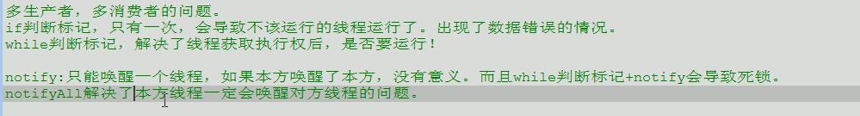 多生产者，多消费者的问题。
if判断标记，只有一次，会导致不该运行的线程运行了。出现了数据错误的情况。
while判断标记，解决了线程获取执行权后，是否要运行！
notify:只能唤醒一个线程，如果本方唤醒了本方，没有意义。而且while判断标记+notify会导致死锁。
notifyAll解决了本方线程一定会唤醒对方线程的问题。